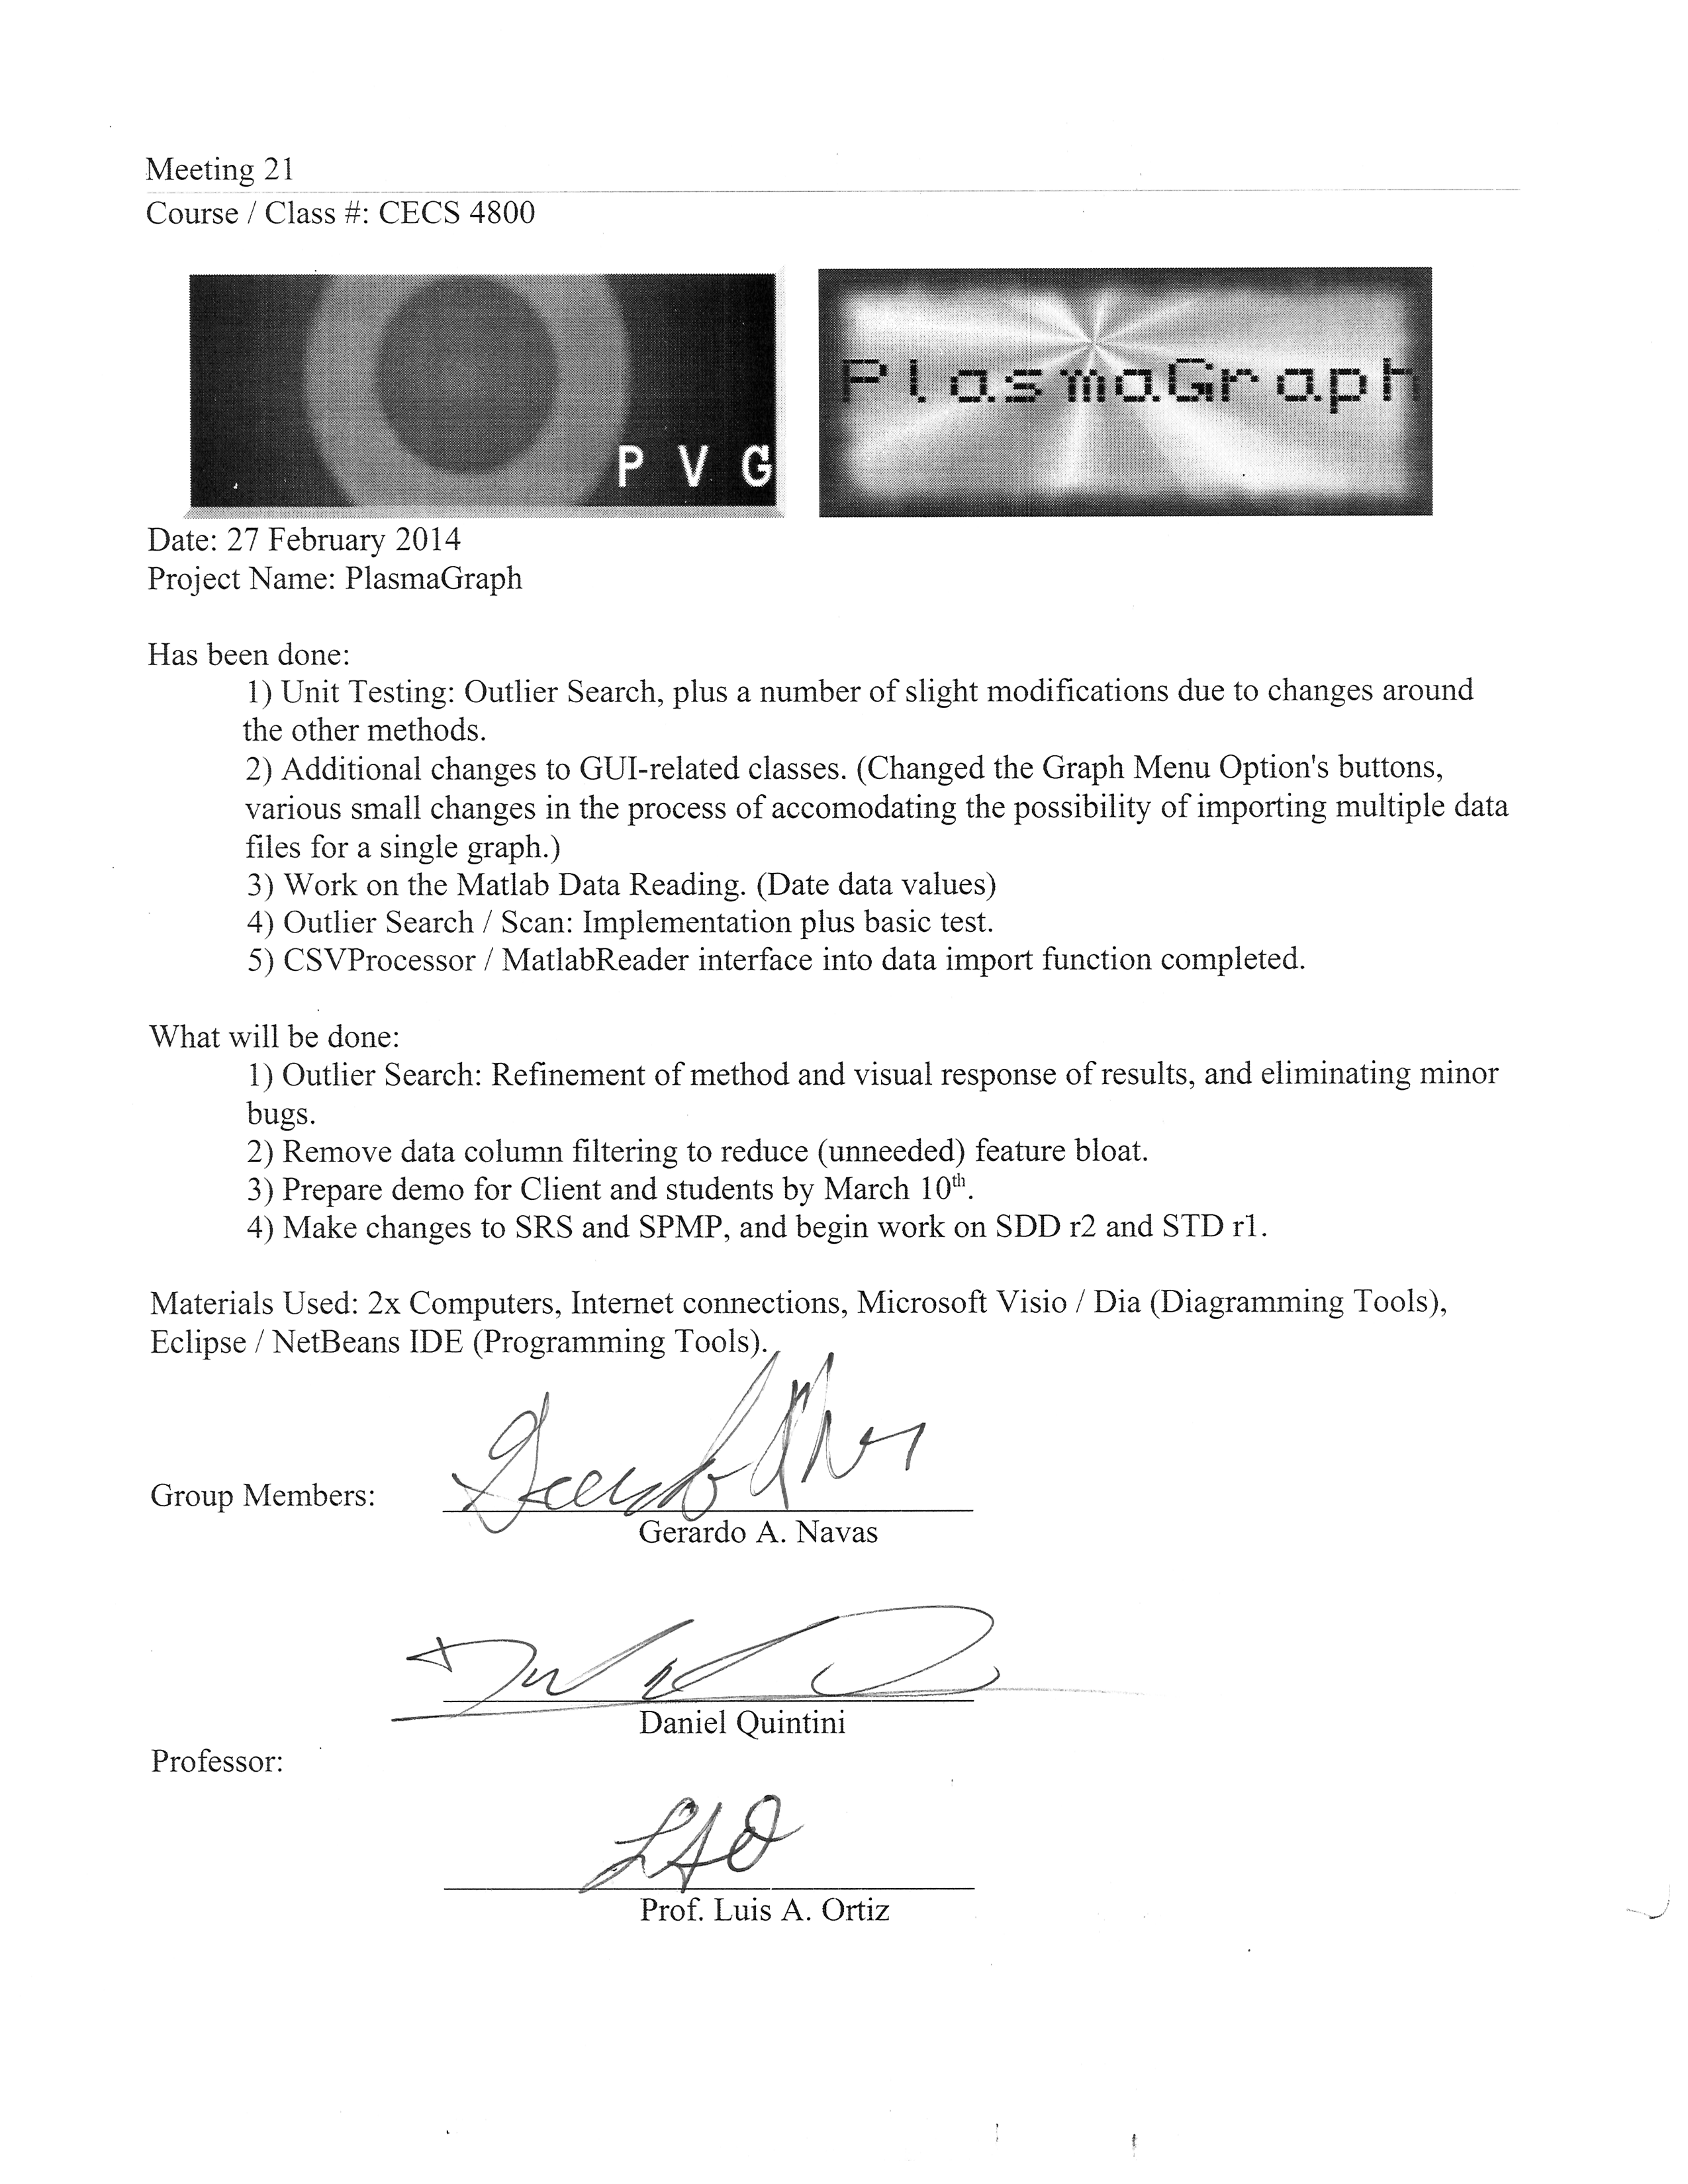 Meeting 21
Course / Class #: CECS 4800
P V G
PlasmaGraph
Date: 27 February 2014
Project Name: PlasmaGraph
Has been done:
1) Unit Testing: Outlier Search, plus a number of slight modifications due to changes around
the other methods.
2) Additional changes to GUI-related classes. (Changed the Graph Menu Option's buttons,
various small changes in the process of accomodating the possibility of importing multiple data
files for a single graph.)
3) Work on the Matlab Data Reading. (Date data values)
4) Outlier Search / Scan: Implementation plus basic test.
5) CSVProcessor / MatlabReader interface into data import function completed.
What will be done:
1) Outlier Search: Refinement of method and visual response of results, and eliminating minor
bugs.
2) Remove data column filtering to reduce (unneeded) feature bloat.
3) Prepare demo for Client and students by March 10th.
4) Make changes to SRS and SPMP, and begin work on SDD r2 and STD r1.
Materials Used: 2x Computers, Internet connections, Microsoft Visio / Dia (Diagramming Tools),
Eclipse / NetBeans IDE (Programming Tools).
Group Members:
Gerardo A. Navas
Daniel Quintini
Professor:
LAO
Prof. Luis A. Ortiz